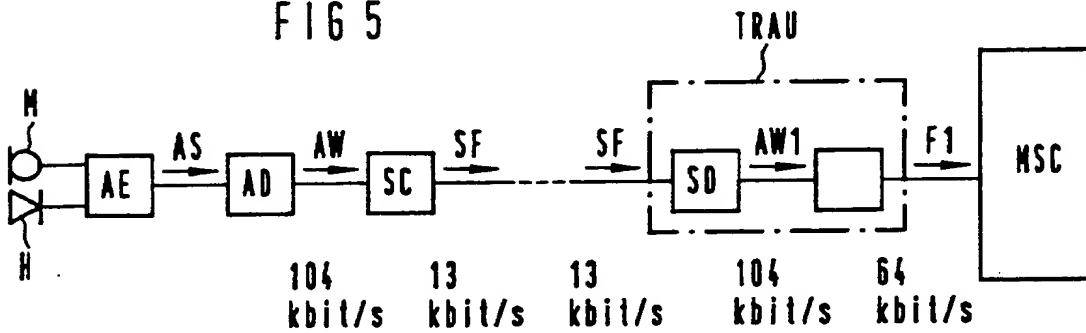 FIG 5
TRAU
M
AS
AW
SF
SF
AW1
F1
AE
AD
SC
SD
MSC
H
104 kbit/s
13 kbit/s
13 kbit/s
104 kbit/s
64 kbit/s